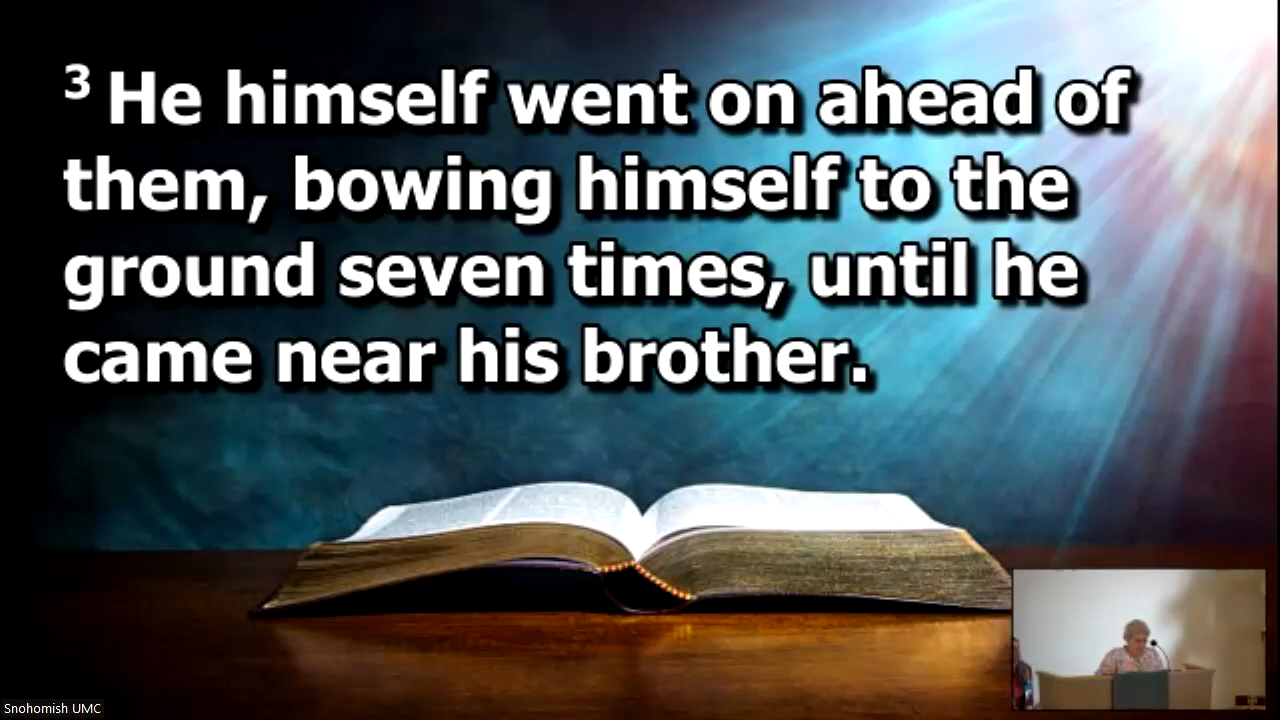 3 He himself went on ahead of
them, bowing himself to the
ground seven times, until he
came near his brother.
Snohomish UMC